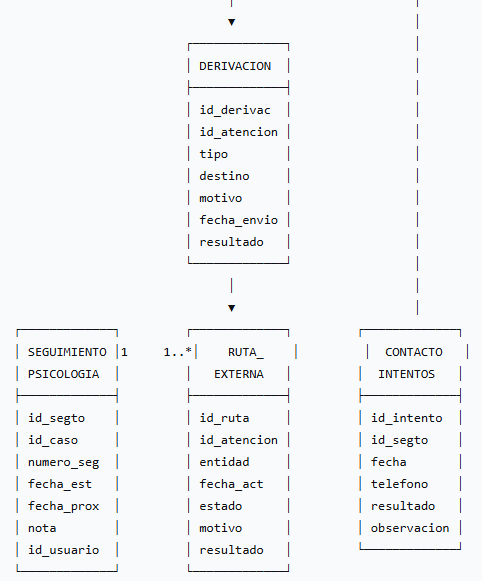 DERIVACION
id_derivac
id_atencion
tipo
destino
motivo
fecha_envio
resultado
SEGUIMIENTO 1 1..* RUTA_ CONTACTO
PSICOLOGIA EXTERNA INTENTOS
id_segto id_ruta id_intento
id_caso id_atencion id_segto
numero_seg entidad fecha
fecha_est fecha_act telefono
fecha_prox estado resultado
nota motivo observacion
id_usuario resultado